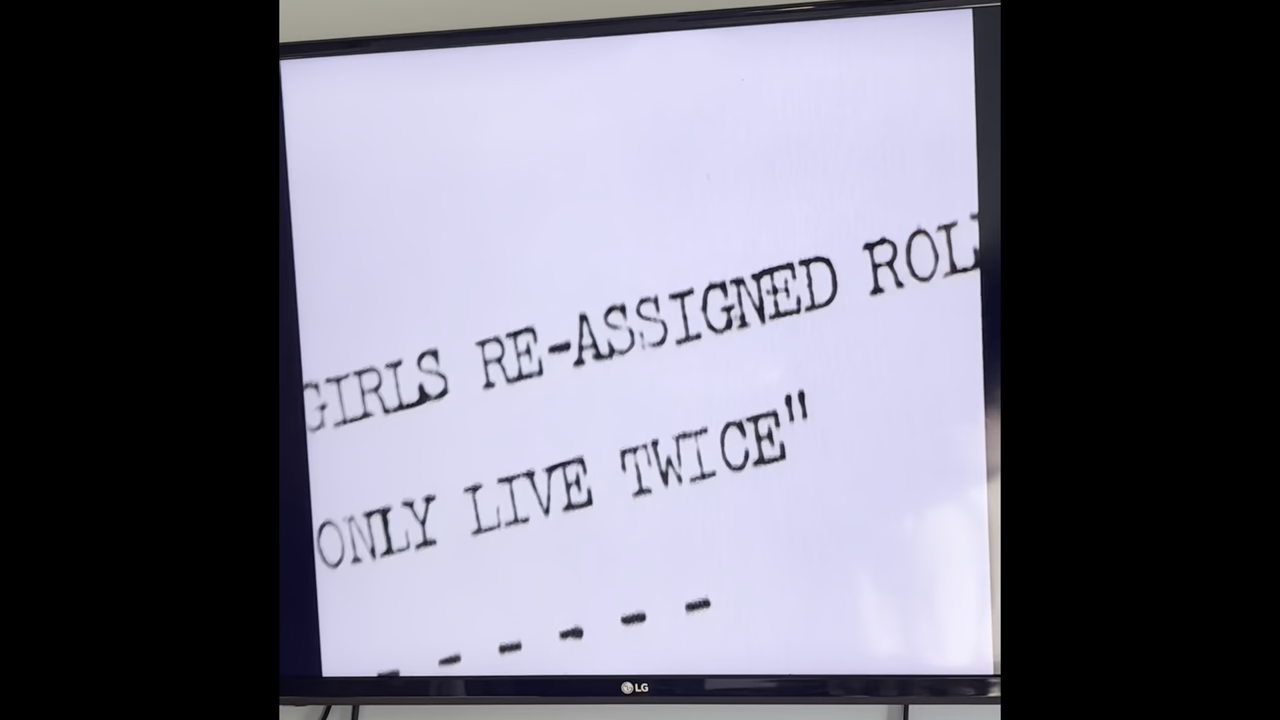 GIRLS RE-ASSIGNED ROL
ONLY LIVE TWICE"
- - - - - -
LG